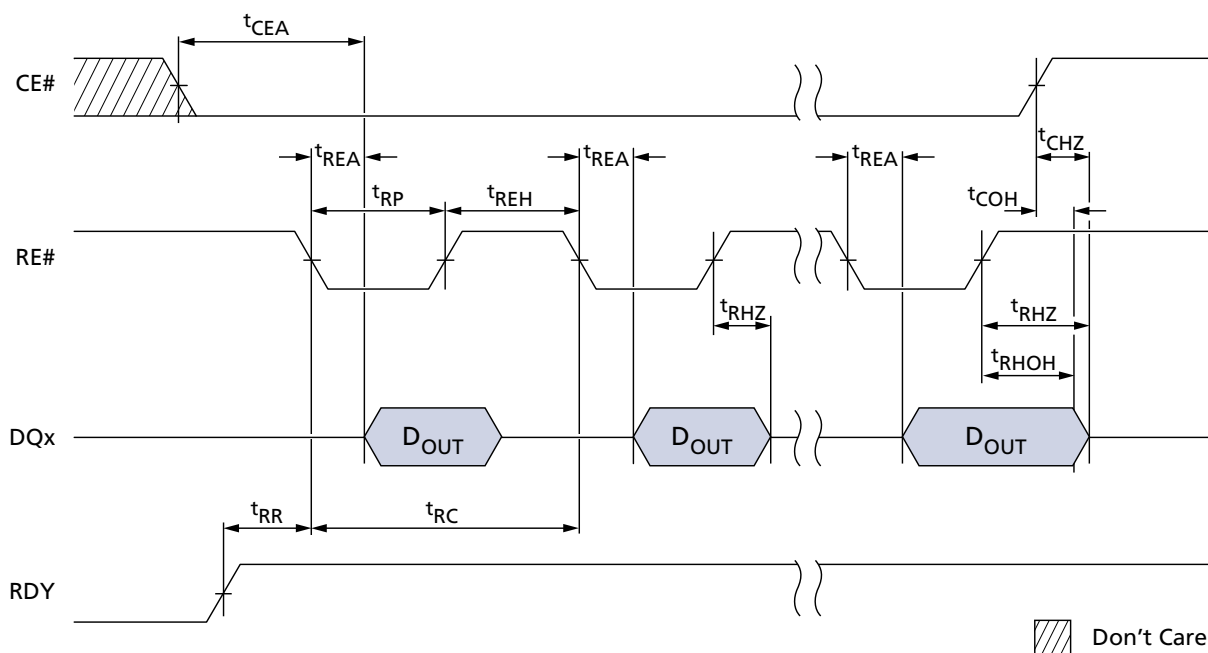 tCEA
CE#
tCHZ
tREA
tREA
tREA
tCOH
tRP
tREH
RE#
tRHZ
tRHZ
tRHOH
DQx
DOUT
DOUT
DOUT
tRR
tRC
RDY
Don't Care